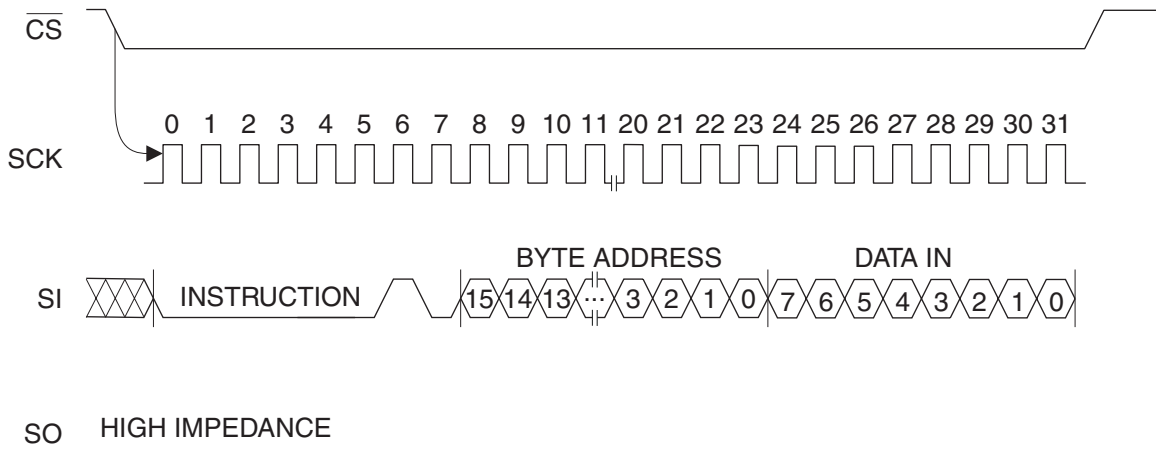 CS
0 1 2 3 4 5 6 7 8 9 10 11 20 21 22 23 24 25 26 27 28 29 30 31
SCK
BYTE ADDRESS DATA IN
SI INSTRUCTION 15 14 13 ... 3 2 1 0 7 6 5 4 3 2 1 0
SO HIGH IMPEDANCE